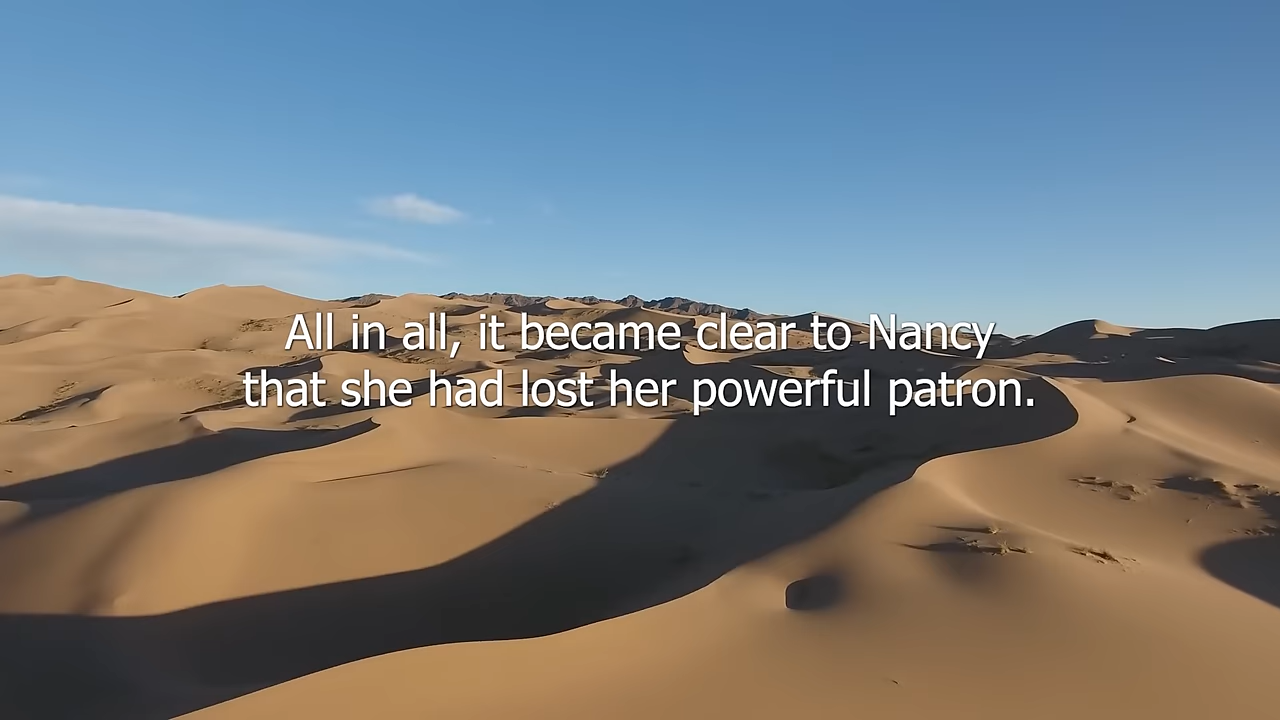 All in all, it became clear to Nancy
that she had lost her powerful patron.